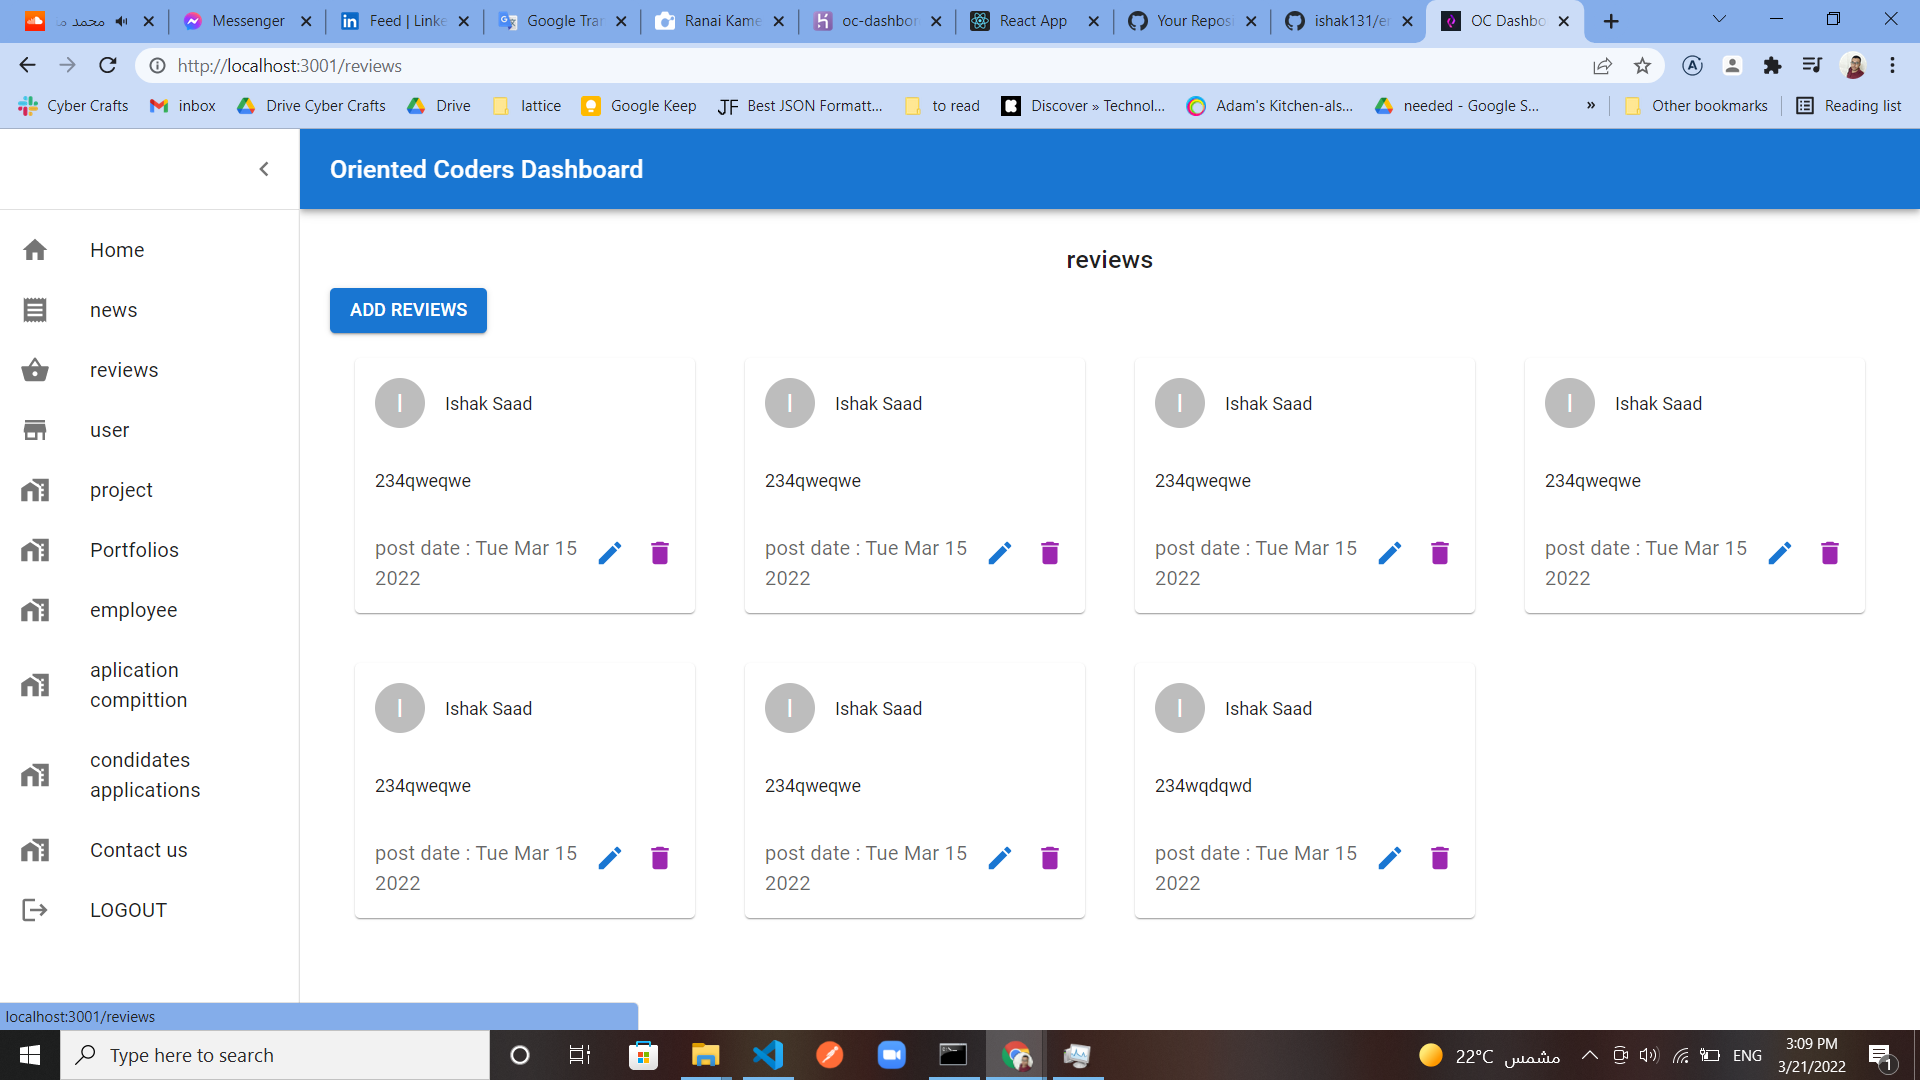 محمد م
Messenger
Feed | Linke
Google Tran
Ranai Kame
oc-dashbor
React App
Your Reposi
ishak131/er
OC Dashbo
http://localhost:3001/reviews
Cyber Crafts
inbox
Drive Cyber Crafts
Drive
lattice
Google Keep
JF Best JSON Formatt...
to read
Discover » Technol...
Adam's Kitchen-als...
needed - Google S...
»
Other bookmarks
Reading list
Oriented Coders Dashboard
Home
news
reviews
user
project
Portfolios
employee
aplication
compittion
condidates
applications
Contact us
LOGOUT
reviews
ADD REVIEWS
I Ishak Saad
234qweqwe
post date : Tue Mar 15
2022
I Ishak Saad
234qweqwe
post date : Tue Mar 15
2022
I Ishak Saad
234qweqwe
post date : Tue Mar 15
2022
I Ishak Saad
234qweqwe
post date : Tue Mar 15
2022
I Ishak Saad
234qweqwe
post date : Tue Mar 15
2022
I Ishak Saad
234qweqwe
post date : Tue Mar 15
2022
I Ishak Saad
234wqdqwd
post date : Tue Mar 15
2022
localhost:3001/reviews
Type here to search
22°C مشمس
ENG
3:09 PM
3/21/2022
1